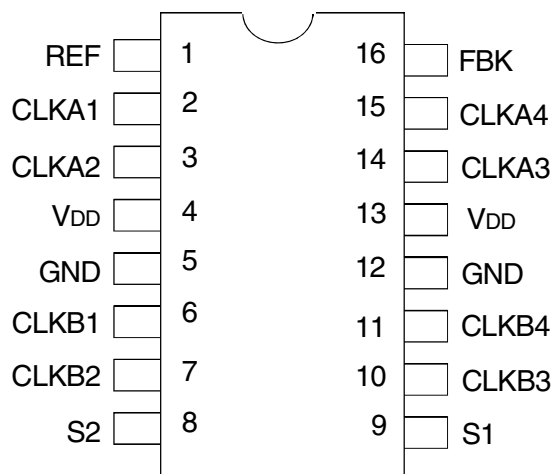 REF 1 16 FBK
CLKA1 2 15 CLKA4
CLKA2 3 14 CLKA3
VDD 4 13 VDD
GND 5 12 GND
CLKB1 6 11 CLKB4
CLKB2 7 10 CLKB3
S2 8 9 S1